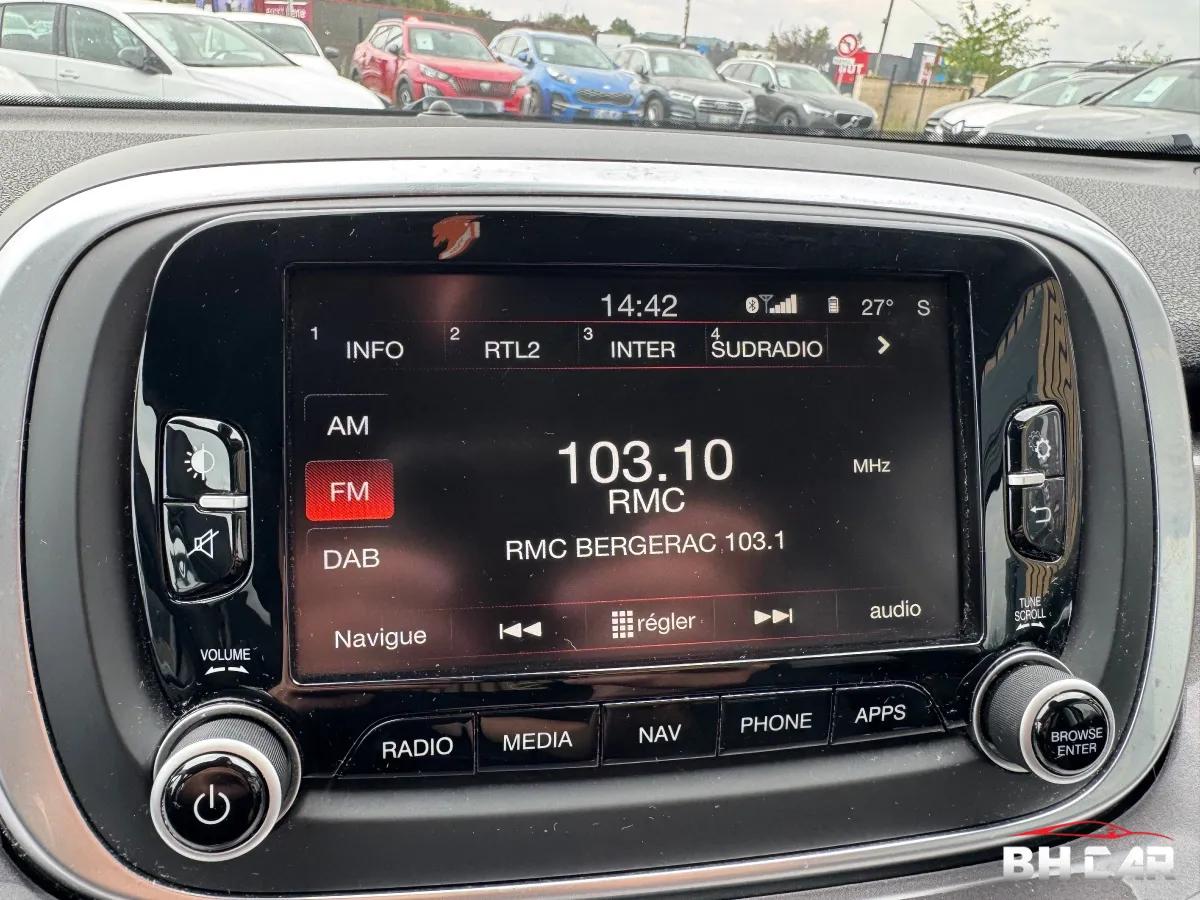 14:42
27° S
1 INFO
2 RTL2
3 INTER
4 SUDRADIO
AM
FM
DAB
103.10
MHz
RMC
RMC BERGERAC 103.1
Navigue
régler
audio
VOLUME
TUNE
SCROLL
RADIO
MEDIA
NAV
PHONE
APPS
BROWSE
ENTER
BH CAR